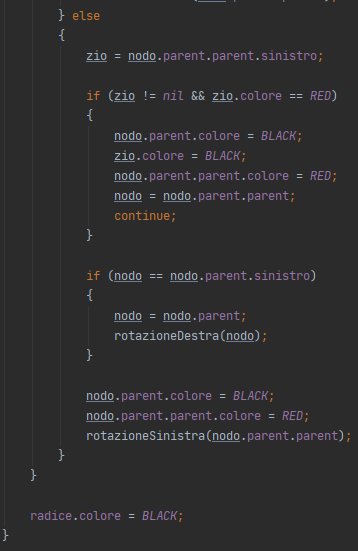 } else
{
zio = nodo.parent.parent.sinistro;
if (zio != nil && zio.colore == RED)
{
nodo.parent.colore = BLACK;
zio.colore = BLACK;
nodo.parent.parent.colore = RED;
nodo = nodo.parent.parent;
continue;
}
if (nodo == nodo.parent.sinistro)
{
nodo = nodo.parent;
rotazioneDestra(nodo);
}
nodo.parent.colore = BLACK;
nodo.parent.parent.colore = RED;
rotazioneSinistra(nodo.parent.parent);
}
}
radice.colore = BLACK;
}